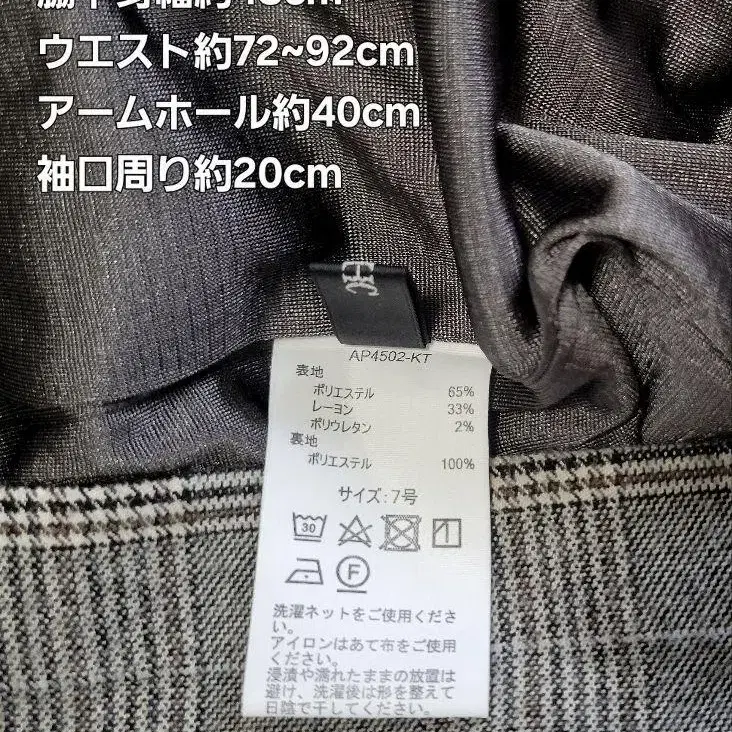 ウエスト約72~92cm
アームホール約40cm
袖口周り約20cm
AP4502-KT
表地
ポリエステル 65%
レーヨン 33%
ポリウレタン 2%
裏地
ポリエステル 100%
サイズ:7号
30
F
洗濯ネットをご使用くださ
い。
アイロンはあて布をご使用
ください。
浸漬や濡れたままの放置は
避け、洗濯後は形を整えて
日陰で干してください。